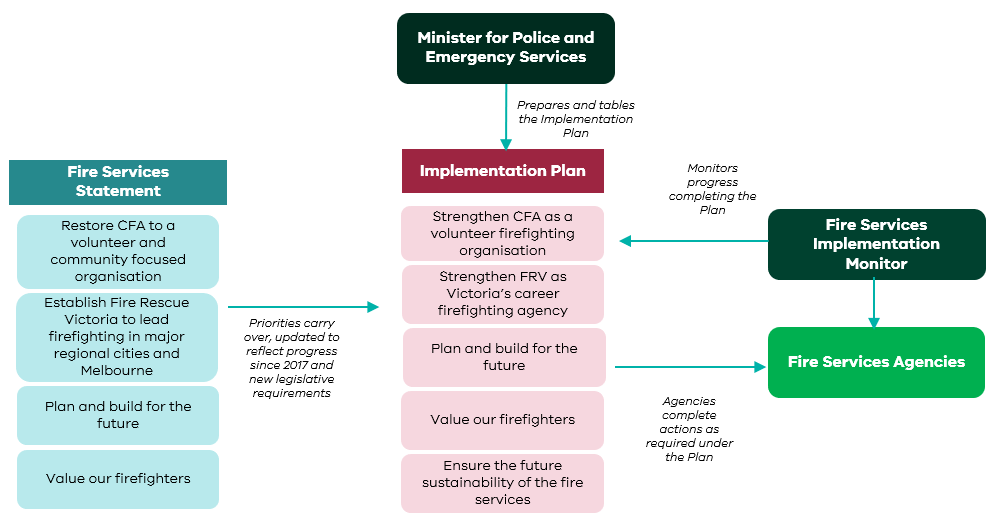 Minister for Police and
Emergency Services
Prepares and tables
the Implementation
Plan
Fire Services
Statement
Restore CFA to a
volunteer and
community focused
organisation
Establish Fire Rescue
Victoria to lead
firefighting in major
regional cities and
Melbourne
Plan and build for the
future
Value our firefighters
Priorities carry
over, updated to
reflect progress
since 2017 and
new legislative
requirements
Implementation Plan
Strengthen CFA as a
volunteer firefighting
organisation
Strengthen FRV as
Victoria's career
firefighting agency
Plan and build for the
future
Value our firefighters
Ensure the future
sustainability of the fire
services
Monitors
progress
completing the
Plan
Fire Services
Implementation
Monitor
Fire Services Agencies
Agencies
complete
actions as
required under
the Plan